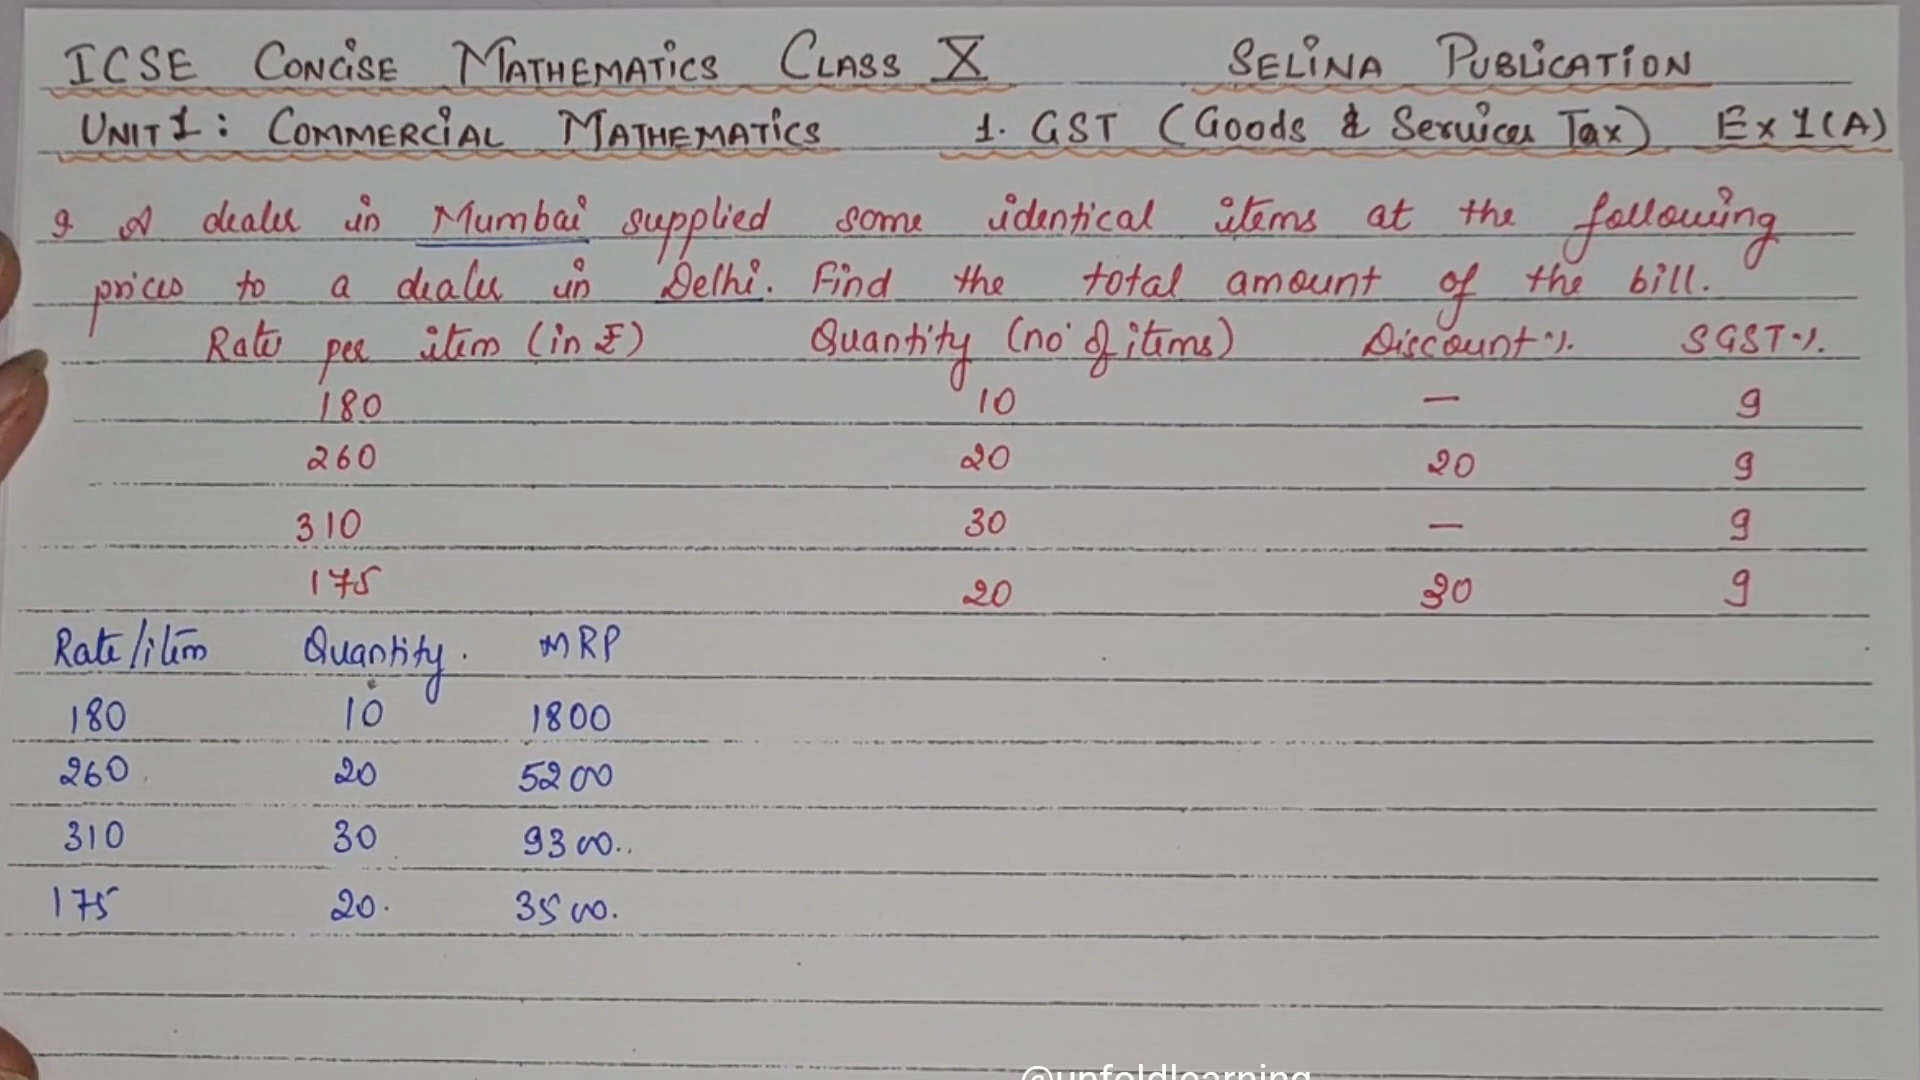 ICSE CONCISE MATHEMATICS CLASS X SELINA PUBLICATION
UNIT 1 : COMMERCIAL MATHEMATICS 1. GST (Goods & Services Tax) Ex 1(A)
9 A dealer in Mumbai supplied some identical items at the following
prices to a dealer in Delhi. Find the total amount of the bill.
Rate per item (in ₹) Quantity (no of items) Discount % SGST %
180 10 — 9
260 20 20 9
310 30 — 9
175 20 30 9
Rate/item Quantity. MRP
180 10 1800
260 20 5200
310 30 9300..
175 20. 3500.
@unfoldlearning